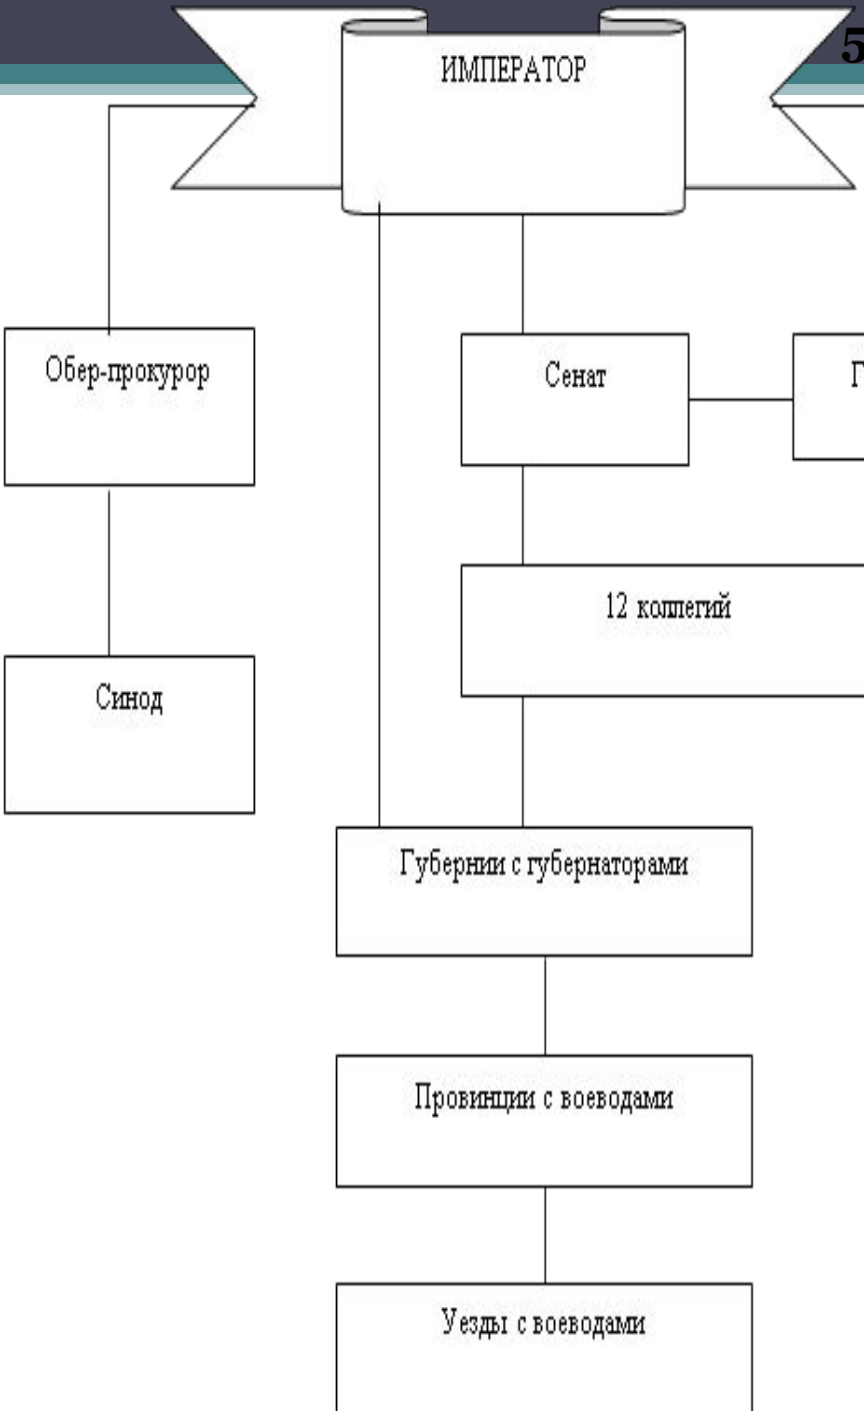 5
ИМПЕРАТОР
Обер-прокурор
Сенат
Г
12 коллегий
Синод
Губернии с губернаторами
Провинции с воеводами
Уезды с воеводами